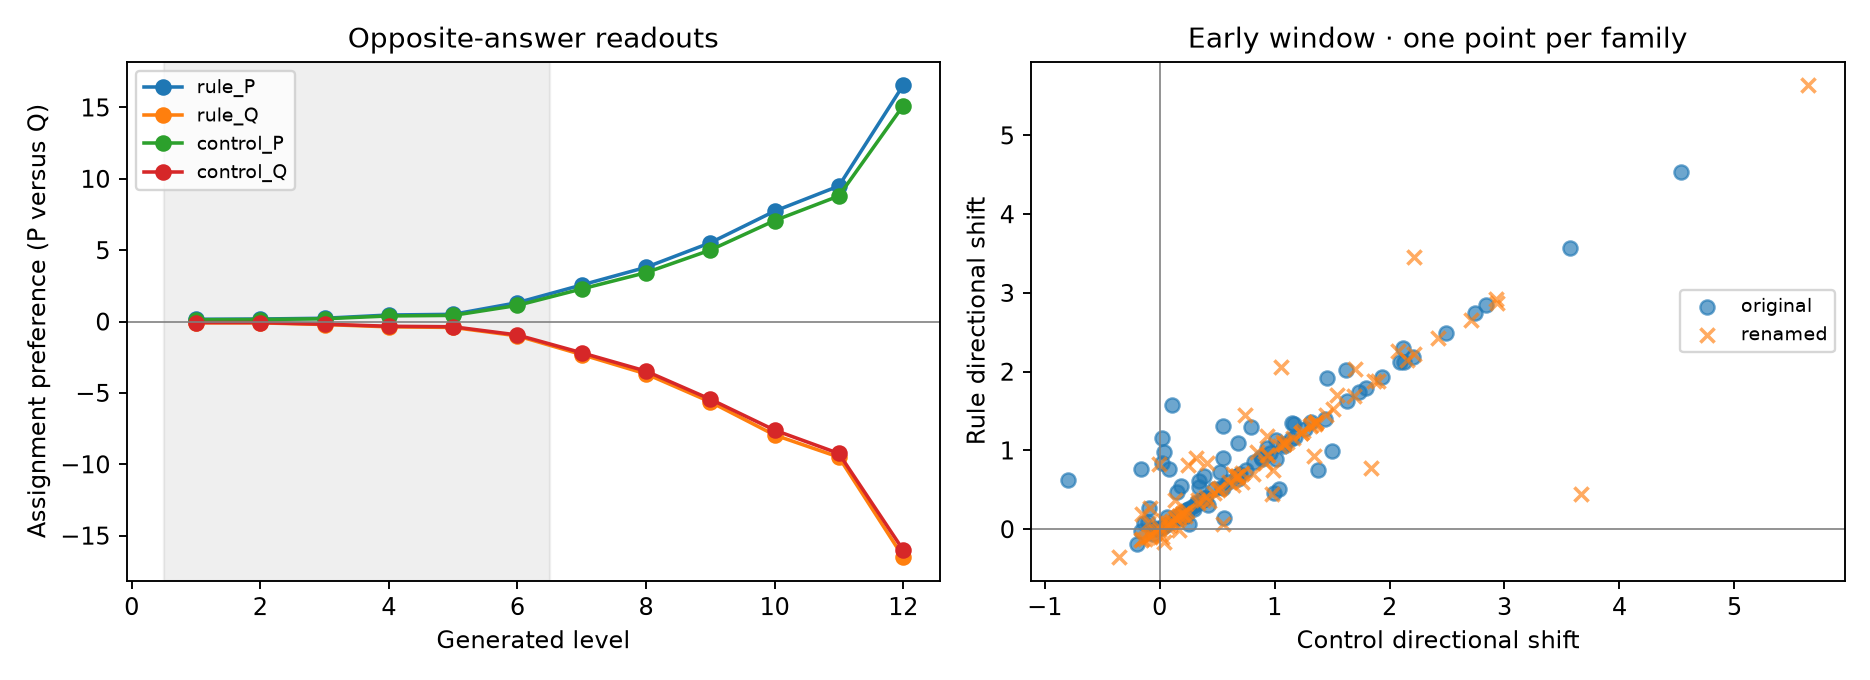 Opposite-answer readouts
Assignment preference (P versus Q)
15
10
5
0
−5
−10
−15
rule_P
rule_Q
control_P
control_Q
0
2
4
6
8
10
12
Generated level
Early window · one point per family
Rule directional shift
5
4
3
2
1
0
original
renamed
−1
0
1
2
3
4
5
Control directional shift